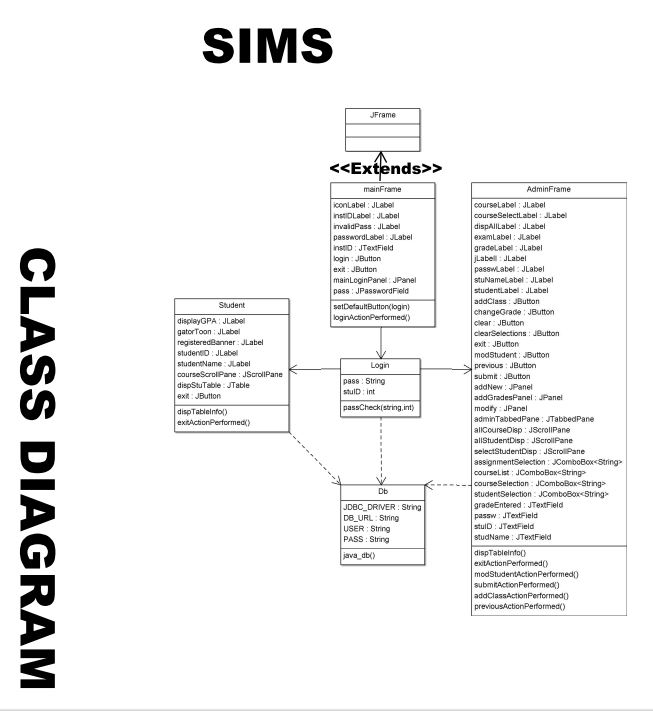 SIMS
CLASS DIAGRAM
JFrame
<<Extends>>
mainFrame
iconLabel : JLabel
instIDLabel : JLabel
invalidPass : JLabel
passwordLabel : JLabel
instID : JTextField
login : JButton
exit : JButton
mainLoginPanel : JPanel
pass : JPasswordField
setDefaultButton(login)
loginActionPerformed()
AdminFrame
courseLabel : JLabel
courseSelectLabel : JLabel
dispAllLabel : JLabel
examLabel : JLabel
gradeLabel : JLabel
jLabel1 : JLabel
passwLabel : JLabel
stuNameLabel : JLabel
studentLabel : JLabel
addClass : JButton
changeGrade : JButton
clear : JButton
clearSelections : JButton
exit : JButton
modStudent : JButton
previous : JButton
submit : JButton
addNew : JPanel
addGradesPanel : JPanel
modify : JPanel
adminTabbedPane : JTabbedPane
allCourseDisp : JScrollPane
allStudentDisp : JScrollPane
selectStudentDisp : JScrollPane
assignmentSelection : JComboBox<String>
courseList : JComboBox<String>
courseSelection : JComboBox<String>
studentSelection : JComboBox<String>
gradeEntered : JTextField
passw : JTextField
stuID : JTextField
studName : JTextField
dispTableInfo()
exitActionPerformed()
modStudentActionPerformed()
submitActionPerformed()
addClassActionPerformed()
previousActionPerformed()
Student
displayGPA : JLabel
gatorToon : JLabel
registeredBanner : JLabel
studentID : JLabel
studentName : JLabel
courseScrollPane : JScrollPane
dispStuTable : JTable
exit : JButton
dispTableInfo()
exitActionPerformed()
Login
pass : String
stuID : int
passCheck(string,int)
Db
JDBC_DRIVER : String
DB_URL : String
USER : String
PASS : String
java_db()